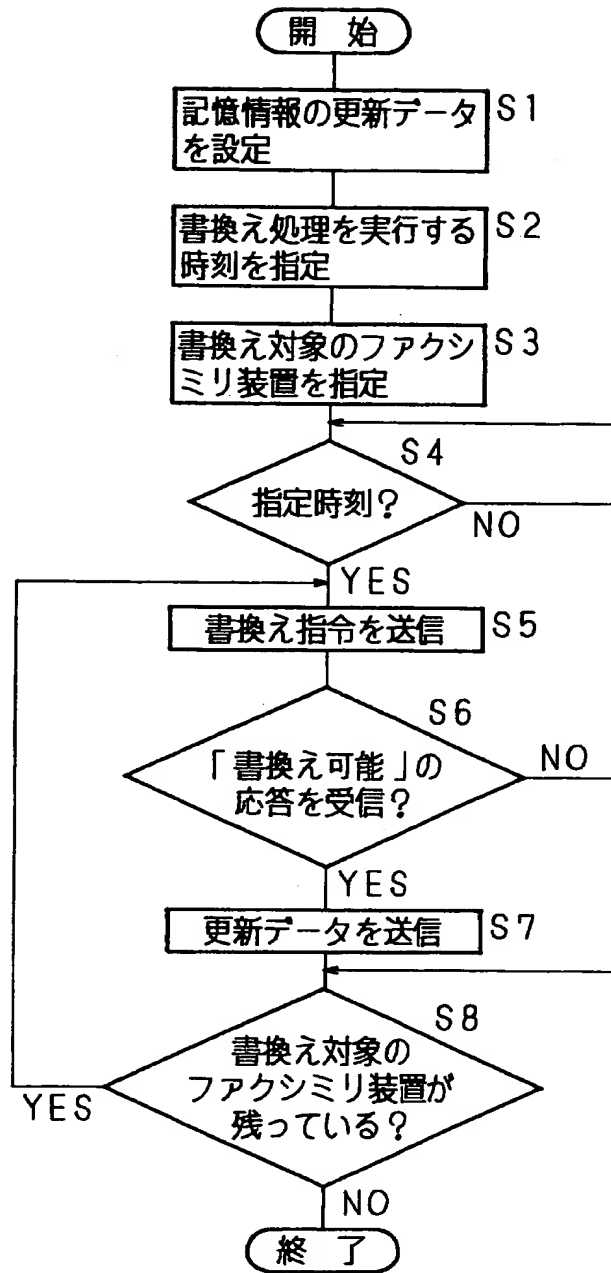 開 始
記憶情報の更新データ
を設定
S1
書換え処理を実行する
時刻を指定
S2
書換え対象のファクシ
ミリ装置を指定
S3
S4
指定時刻?
NO
YES
書換え指令を送信
S5
S6
「書換え可能」の
応答を受信?
NO
YES
更新データを送信
S7
S8
書換え対象の
ファクシミリ装置が
残っている?
YES
NO
終 了